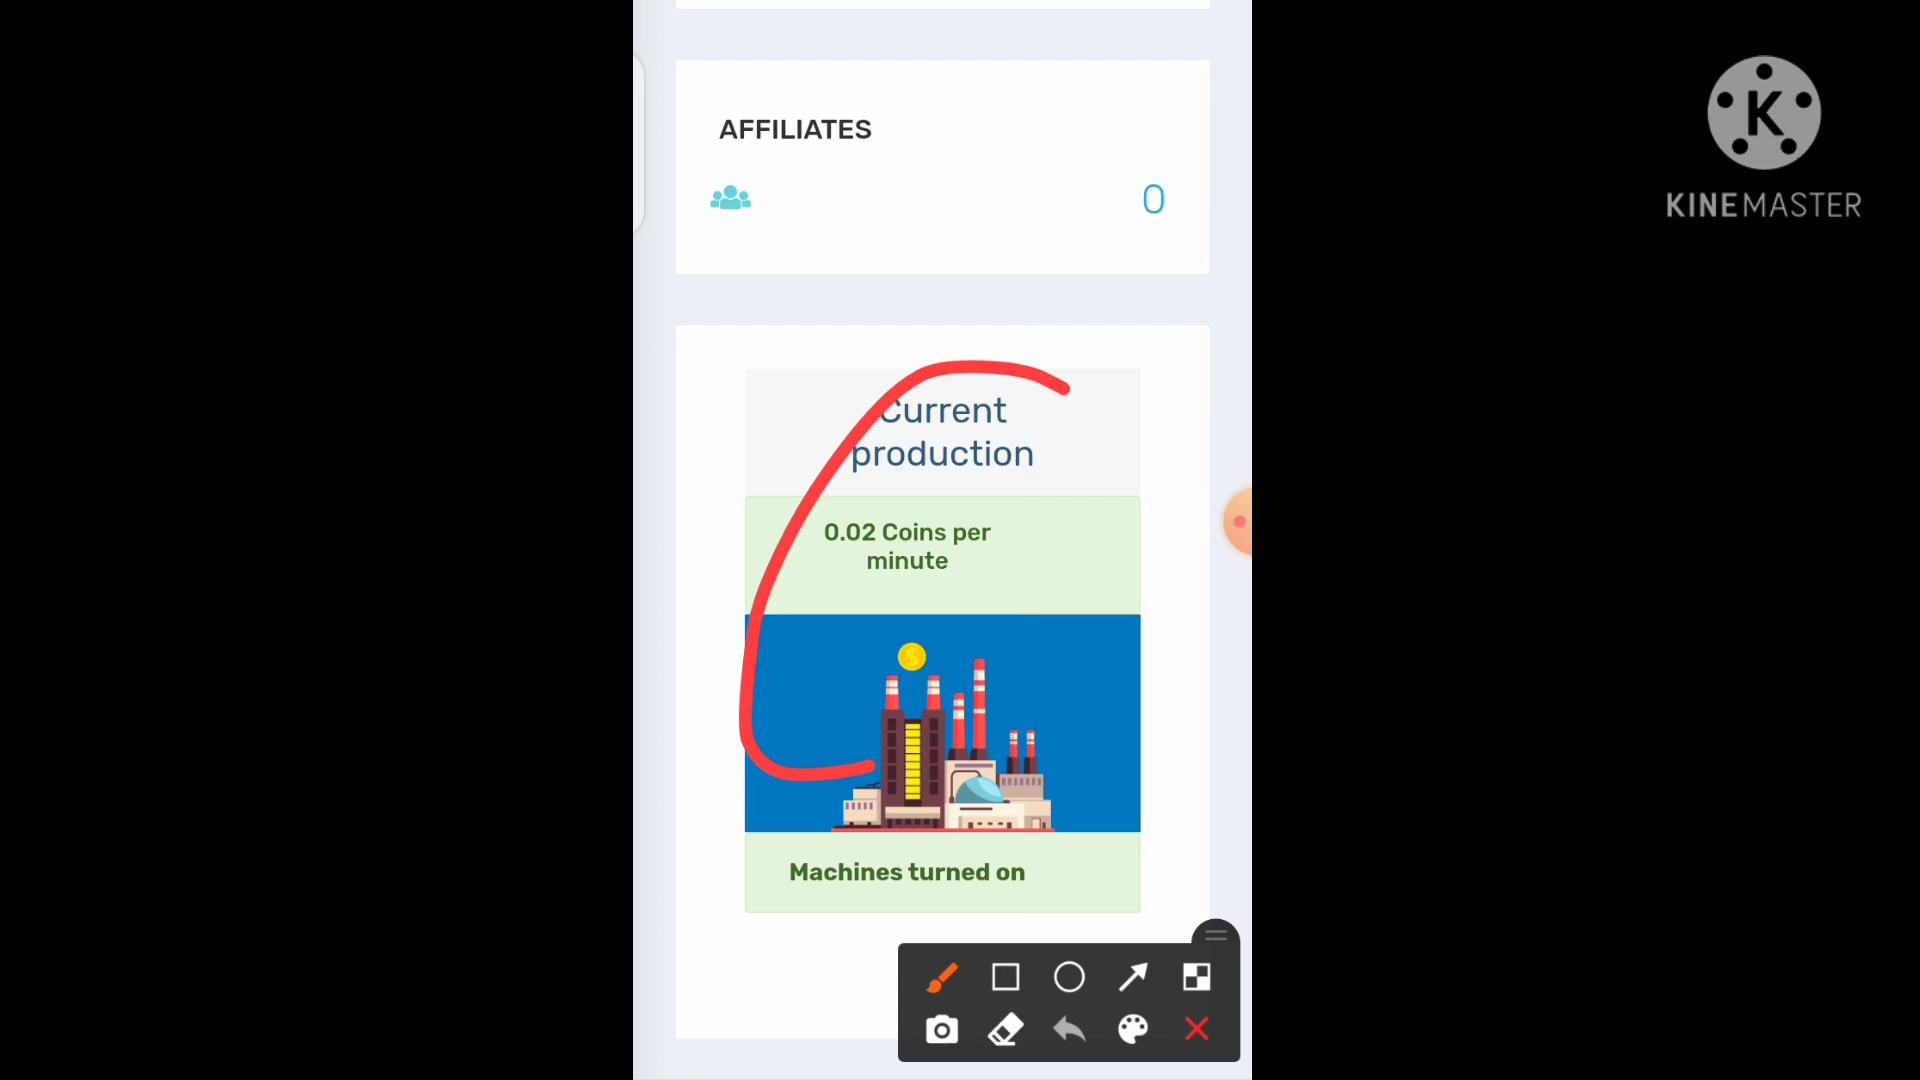 AFFILIATES
0
Current
production
0.02 Coins per
minute
Machines turned on
K
KINEMASTER